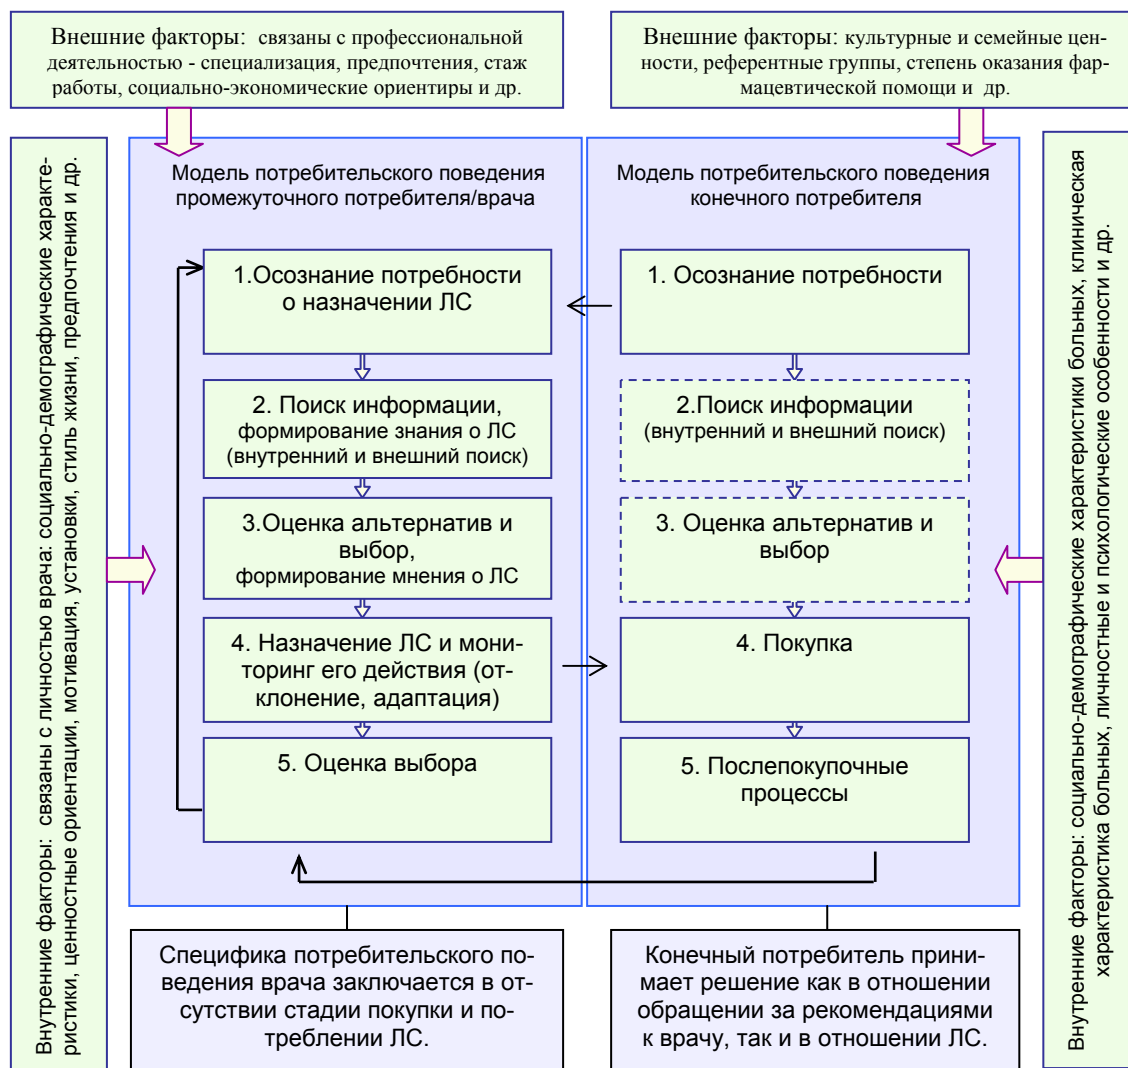 Внешние факторы: связаны с профессиональной
деятельностью - специализация, предпочтения, стаж
работы, социально-экономические ориентиры и др.
Внешние факторы: культурные и семейные цен-
ности, референтные группы, степень оказания фар-
мацевтической помощи и др.
Внутренние факторы: связаны с личностью врача: социально-демографические характе-
ристики, ценностные ориентации, мотивация, установки, стиль жизни, предпочтения и др.
Модель потребительского поведения
промежуточного потребителя/врача
1.Осознание потребности
о назначении ЛС
2. Поиск информации,
формирование знания о ЛС
(внутренний и внешний поиск)
3.Оценка альтернатив и
выбор,
формирование мнения о ЛС
4. Назначение ЛС и мони-
торинг его действия (от-
клонение, адаптация)
5. Оценка выбора
Модель потребительского поведения
конечного потребителя
1. Осознание потребности
2.Поиск информации
(внутренний и внешний поиск)
3. Оценка альтернатив и
выбор
4. Покупка
5. Послепокупочные
процессы
Внутренние факторы: социально-демографические характеристики больных, клиническая
характеристика больных, личностные и психологические особенности и др.
Специфика потребительского по-
ведения врача заключается в от-
сутствии стадии покупки и по-
треблении ЛС.
Конечный потребитель прини-
мает решение как в отношении
обращении за рекомендациями
к врачу, так и в отношении ЛС.